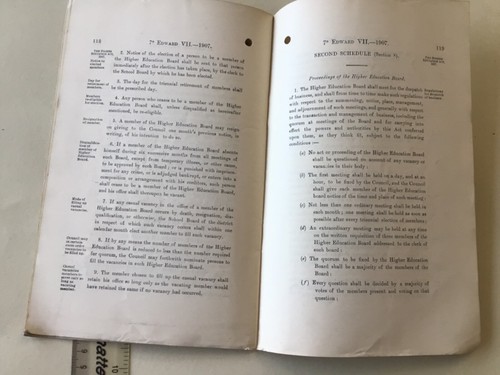 118
7° EDWARD VII.—1907.
2. Notice of the election of a person to be a member of
the Higher Education Board shall be sent to that person
immediately after the election has taken place, by the clerk to
the School Board by which he has been elected.
3. The day for the triennial retirement of members shall
be the prescribed day.
4. Any person who ceases to be a member of the Higher
Education Board shall, unless disqualified as hereinafter
mentioned, be re-eligible.
5. A member of the Higher Education Board may resign
on giving to the Council one month's previous notice, in
writing, of his intention to do so.
6. If a member of the Higher Education Board absents
himself during six successive months from all meetings of
such Board, except from temporary illness, or other cause,
to be approved by such Board; or is punished with imprison-
ment for any crime, or is adjudged bankrupt, or enters into a
composition or arrangement with his creditors, such person
shall cease to be a member of the Higher Education Board,
and his office shall thereupon be vacant.
7. If any casual vacancy in the office of a member of the
Higher Education Board occurs by death, resignation, dis-
qualification, or otherwise, the School Board of the District
in respect of which such vacancy occurs shall within one
calendar month elect another member to fill such vacancy.
8. If by any means the number of members of the Higher
Education Board is reduced to less than the number required
for quorum, the Council may forthwith nominate persons to
fill the vacancies in such Higher Education Board.
9. The member chosen to fill up the casual vacancy shall
retain his office so long only as the vacating member would
have retained the same if no vacancy had occurred.
7° EDWARD VII.—1907.
119
SECOND SCHEDULE (Section 8).
Proceedings of the Higher Education Board.
1. The Higher Education Board shall meet for the despatch
of business, and shall from time to time make such regulations
with respect to the summoning, notice, place, management,
and adjournment of such meetings, and generally with respect
to the transaction and management of business, including the
quorum at meetings of the Board and for carrying into
effect the powers and authorities by this Act conferred
upon them, as they think fit, subject to the following
conditions:—
(a) No act or proceeding of the Higher Education Board
shall be questioned on account of any vacancy or
vacancies in their body:
(b) The first meeting shall be held on a day, and at an
hour, to be fixed by the Council, and the Council
shall give each member of the Higher Education
Board notice of the time and place of such meeting:
(c) Not less than one ordinary meeting shall be held in
each month; one meeting shall be held as soon as
possible after every triennial election of members:
(d) An extraordinary meeting may be held at any time
on the written requisition of three members of the
Higher Education Board addressed to the clerk of
such board:
(e) The quorum to be fixed by the Higher Education
Board shall be a majority of the members of the
Board:
(f) Every question shall be decided by a majority of
votes of the members present and voting on that
question: